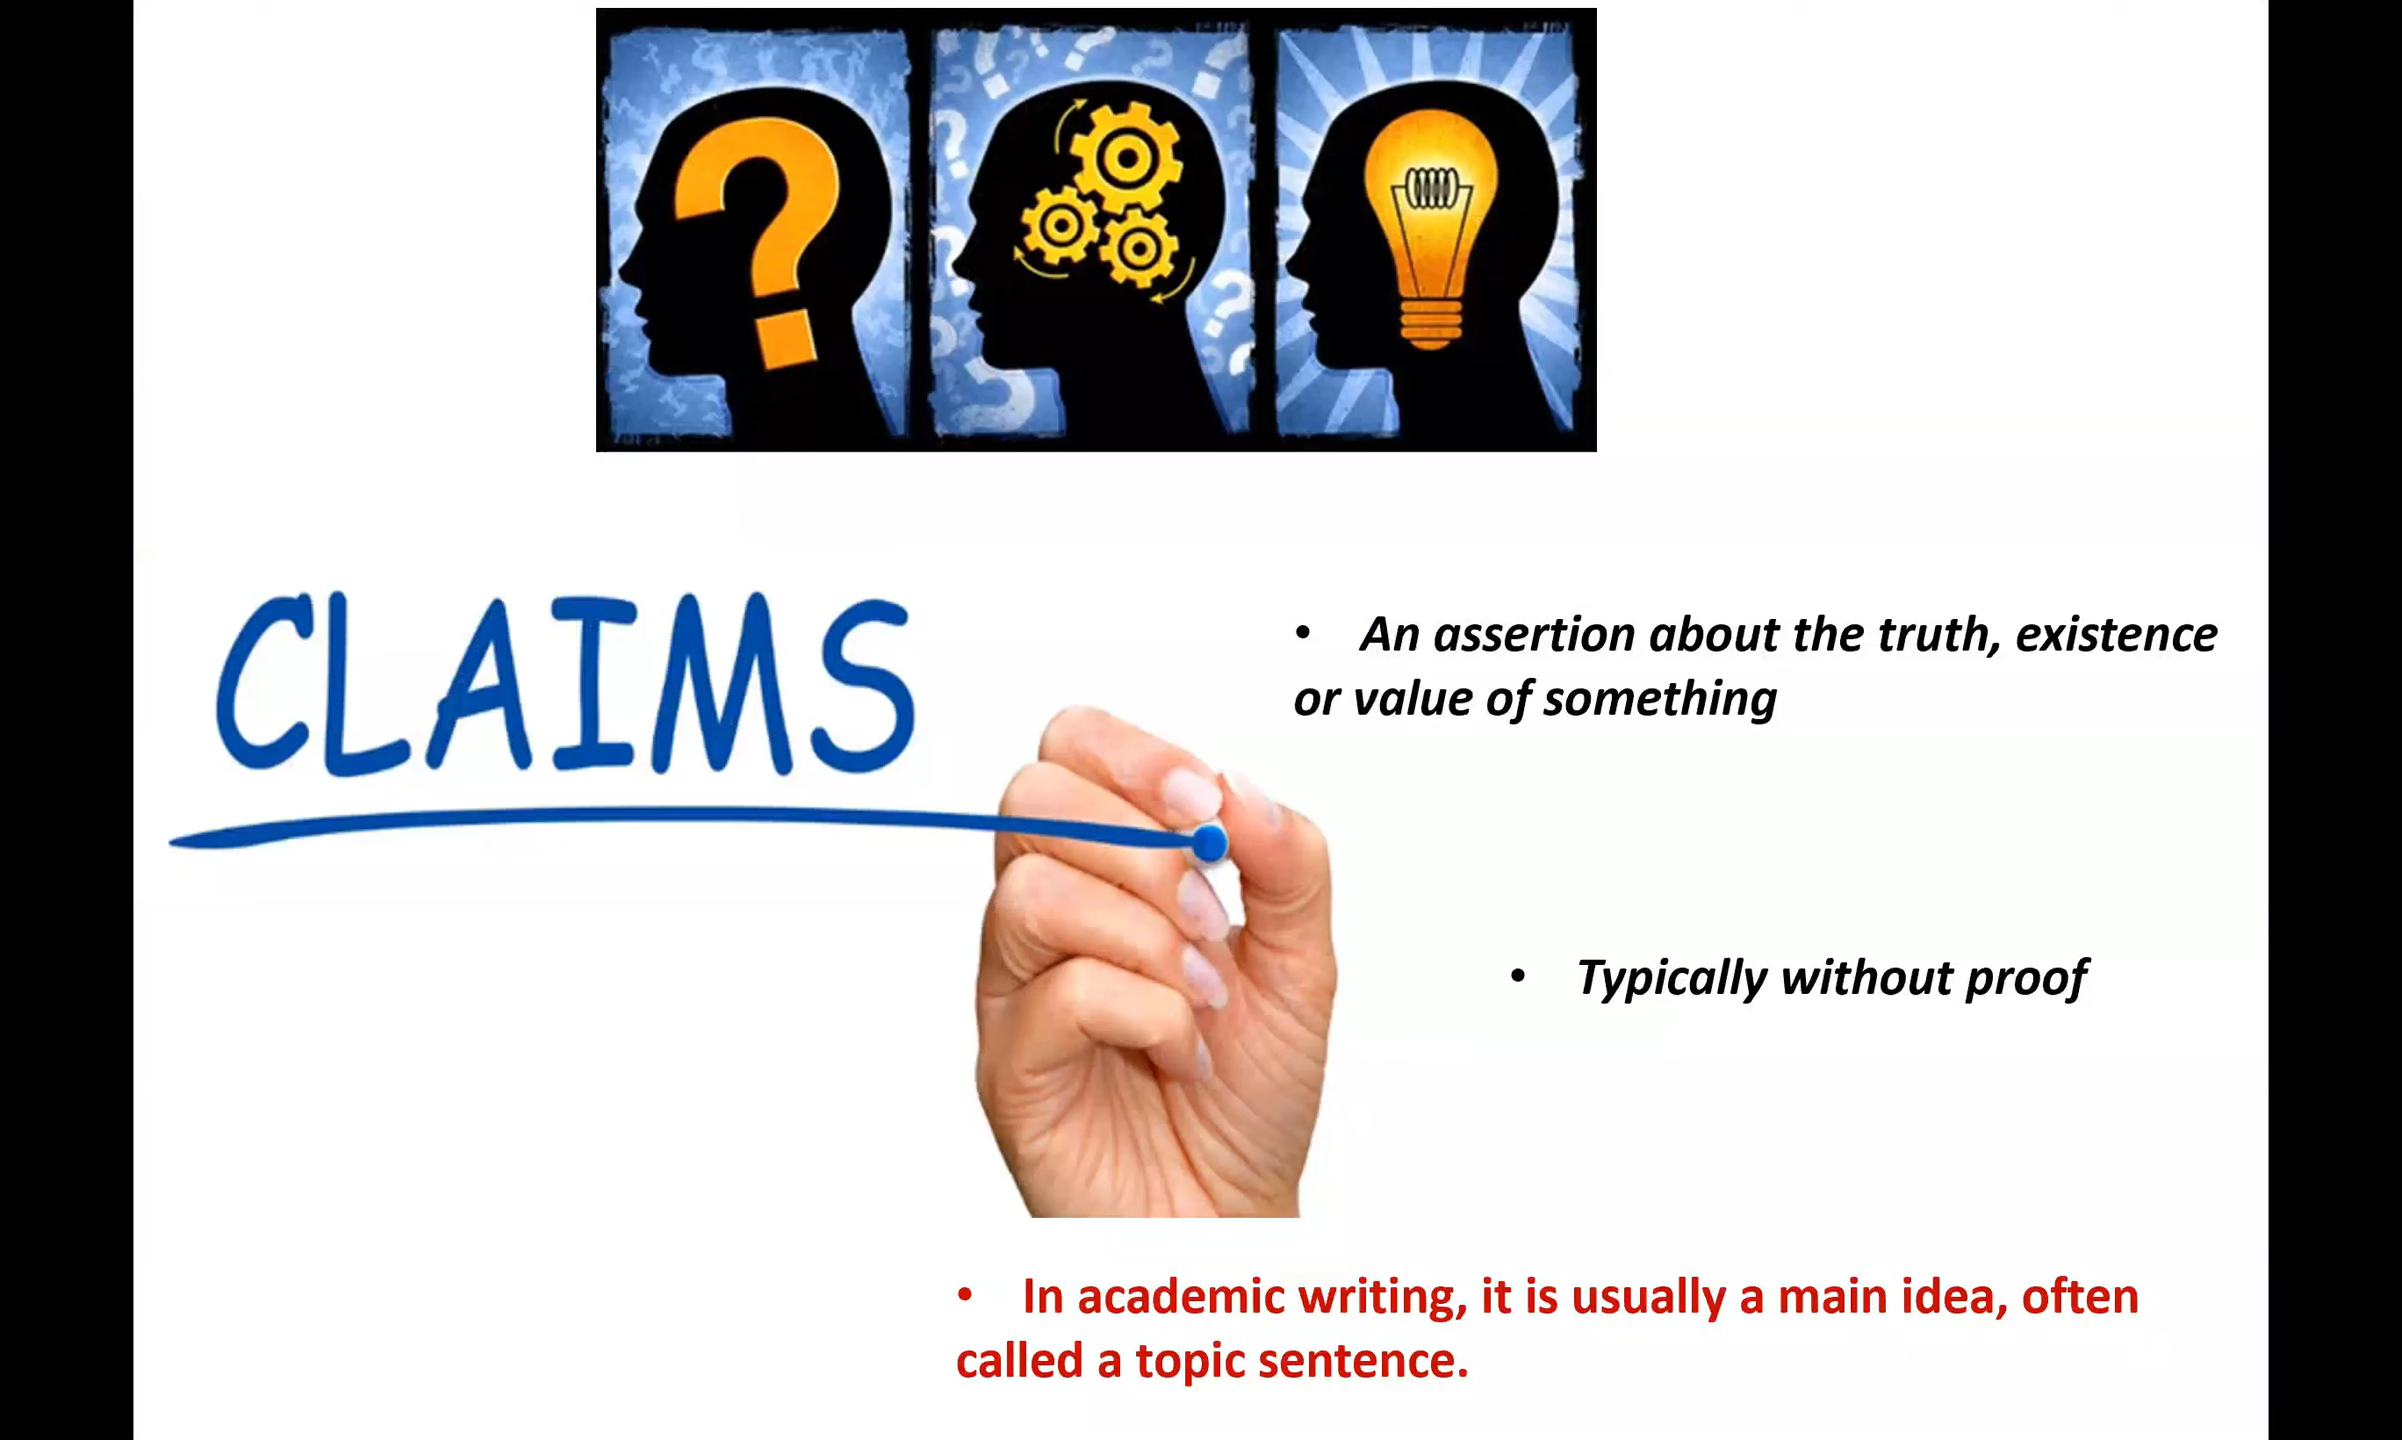 CLAIMS
• An assertion about the truth, existence
or value of something
• Typically without proof
• In academic writing, it is usually a main idea, often
called a topic sentence.